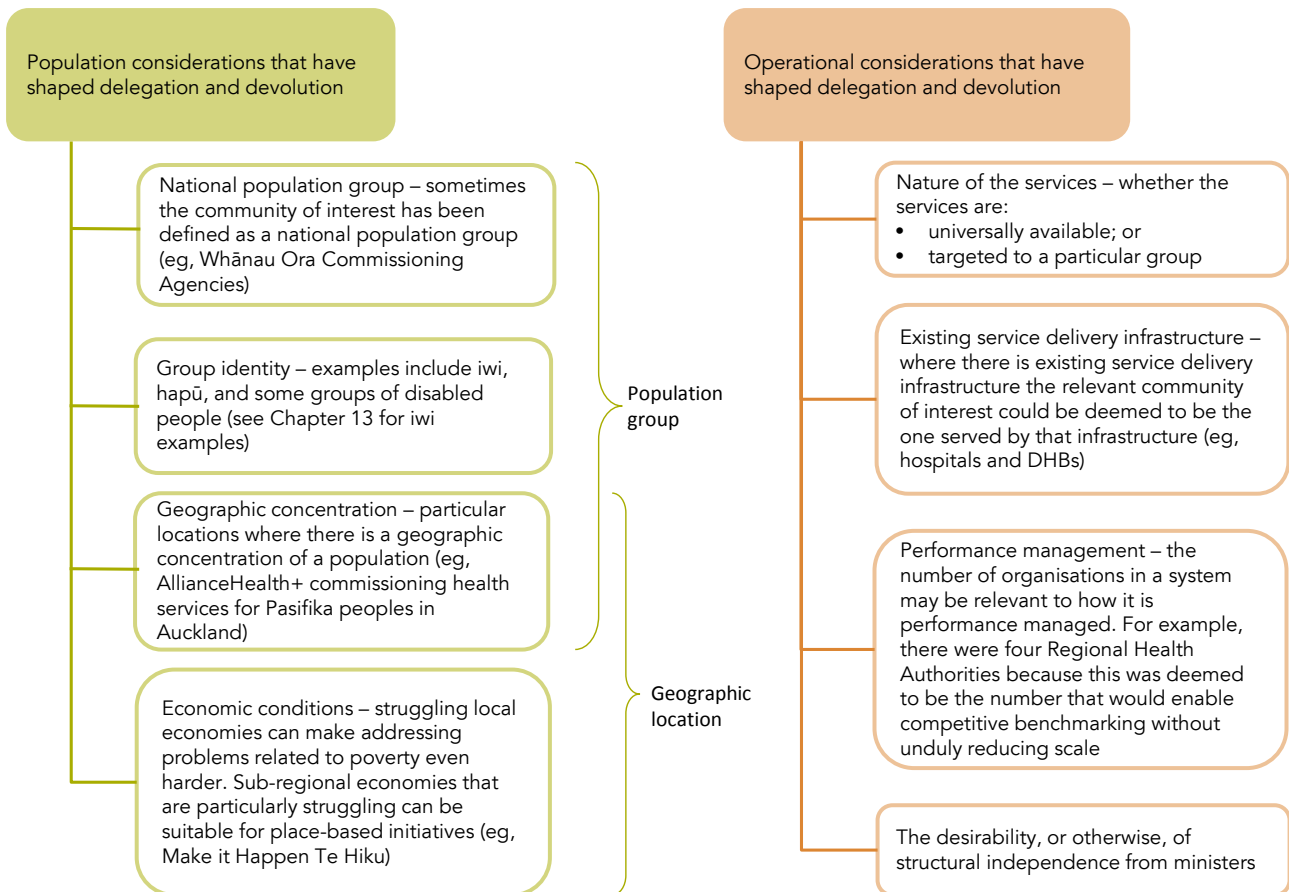 Population considerations that have
shaped delegation and devolution
National population group – sometimes
the community of interest has been
defined as a national population group
(eg, Whānau Ora Commissioning
Agencies)
Group identity – examples include iwi,
hapū, and some groups of disabled
people (see Chapter 13 for iwi
examples)
Geographic concentration – particular
locations where there is a geographic
concentration of a population (eg,
AllianceHealth+ commissioning health
services for Pasifika peoples in
Auckland)
Economic conditions – struggling local
economies can make addressing
problems related to poverty even
harder. Sub-regional economies that
are particularly struggling can be
suitable for place-based initiatives (eg,
Make it Happen Te Hiku)
Population
group
Geographic
location
Operational considerations that have
shaped delegation and devolution
Nature of the services – whether the
services are:
• universally available; or
• targeted to a particular group
Existing service delivery infrastructure –
where there is existing service delivery
infrastructure the relevant community
of interest could be deemed to be the
one served by that infrastructure (eg,
hospitals and DHBs)
Performance management – the
number of organisations in a system
may be relevant to how it is
performance managed. For example,
there were four Regional Health
Authorities because this was deemed
to be the number that would enable
competitive benchmarking without
unduly reducing scale
The desirability, or otherwise, of
structural independence from ministers